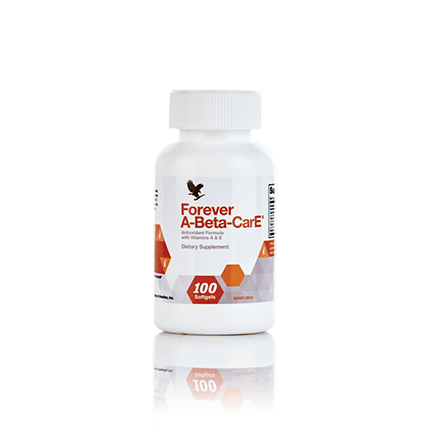 Forever
A-Beta-CarE®
Antioxidant Formula
with Vitamins A & E
Dietary Supplement
100
Softgels